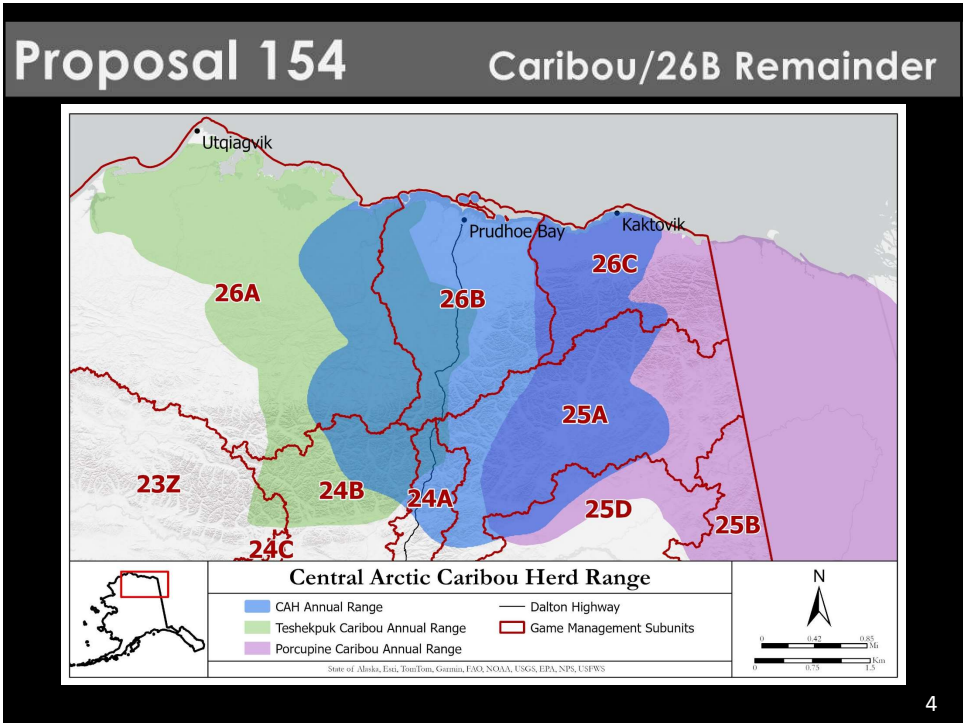 Proposal 154
Caribou/26B Remainder
Utqiagvik
Prudhoe Bay
Kaktovik
26C
26A
26B
25A
23Z
24B
24A
25D
25B
24C
Central Arctic Caribou Herd Range
CAH Annual Range
Dalton Highway
Teshekpuk Caribou Annual Range
Game Management Subunits
Porcupine Caribou Annual Range
State of Alaska, Esri, TomTom, Garmin, FAO, NOAA, USGS, EPA, NPS, USFWS
N
0 0.42 0.85
Mi
Km
0 0.75 1.5
4